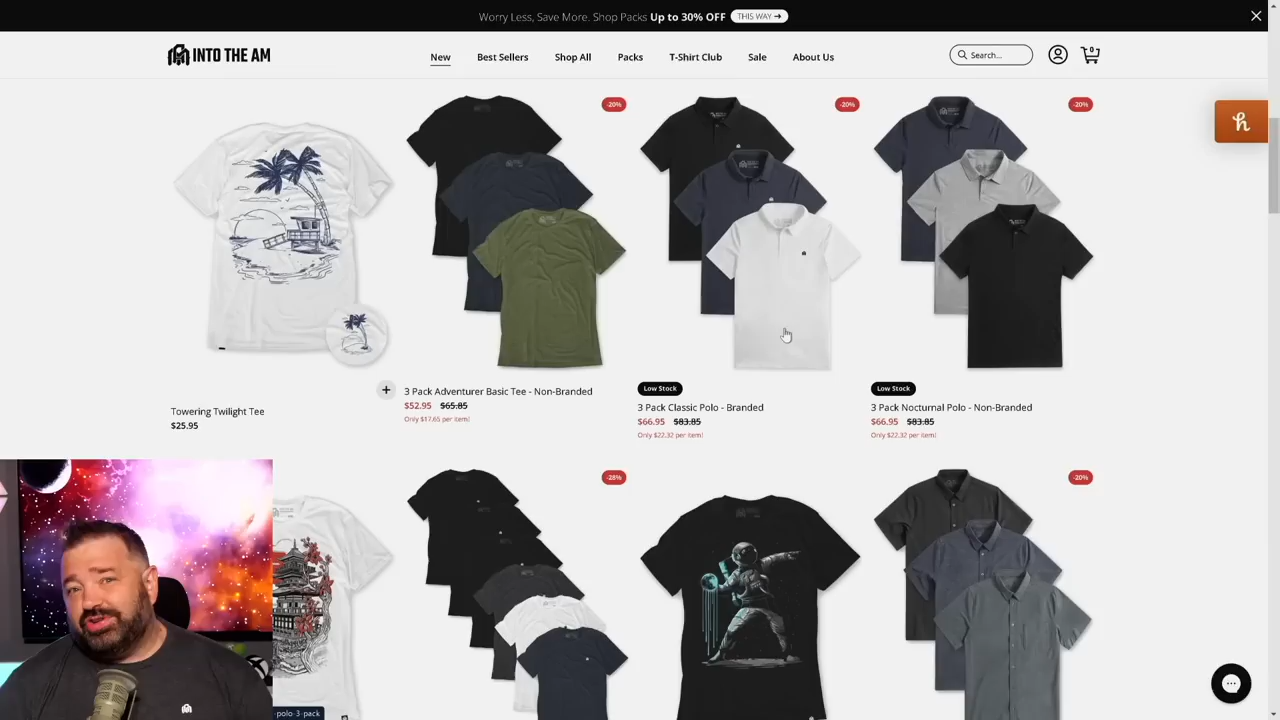 Worry Less, Save More. Shop Packs Up to 30% OFF THIS WAY →
INTO THE AM
New Best Sellers Shop All Packs T-Shirt Club Sale About Us
Search... 0
-20% -20% -20%
Low Stock Low Stock
3 Pack Adventurer Basic Tee - Non-Branded
$52.95 $65.85
Only $17.65 per item!
3 Pack Classic Polo - Branded
$66.95 $83.85
Only $22.32 per item!
3 Pack Nocturnal Polo - Non-Branded
$66.95 $83.85
Only $22.32 per item!
Towering Twilight Tee
$25.95
-28% -20%
-polo-3-pack